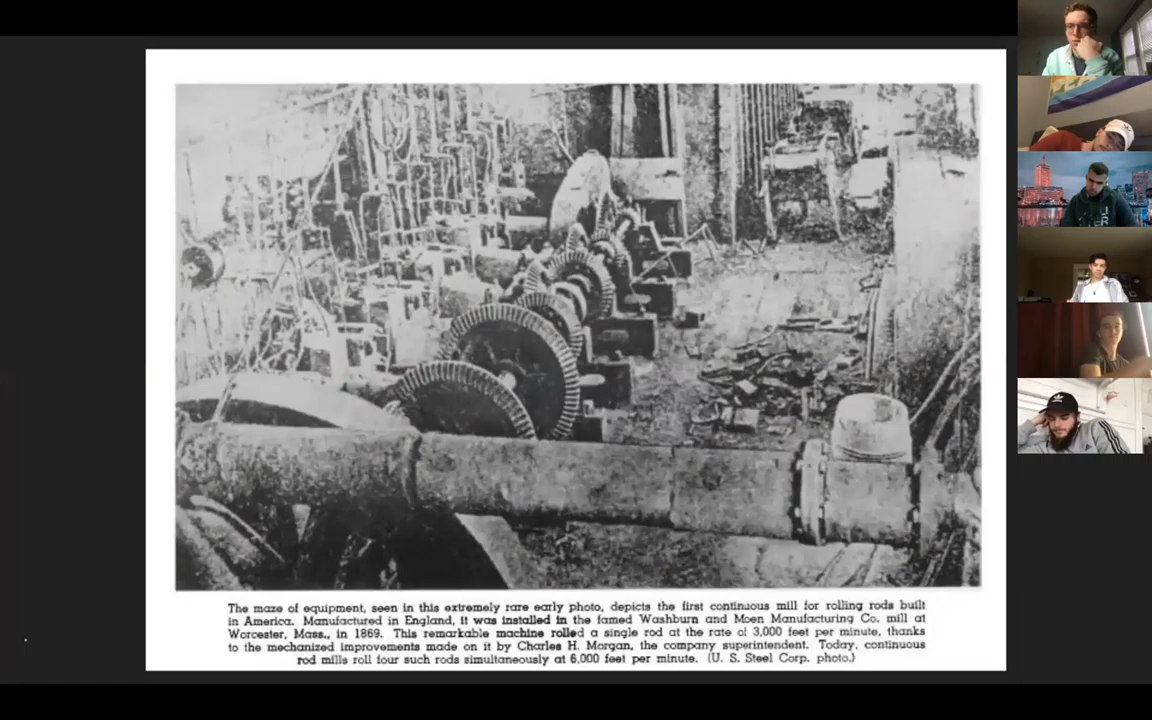 The maze of equipment, seen in this extremely rare early photo, depicts the first continuous mill for rolling rods built
in America. Manufactured in England, it was installed in the famed Washburn and Moen Manufacturing Co. mill at
Worcester, Mass., in 1869. This remarkable machine rolled a single rod at the rate of 3,000 feet per minute, thanks
to the mechanized improvements made on it by Charles H. Morgan, the company superintendent. Today, continuous
rod mills roll four such rods simultaneously at 6,000 feet per minute. (U. S. Steel Corp. photo.)